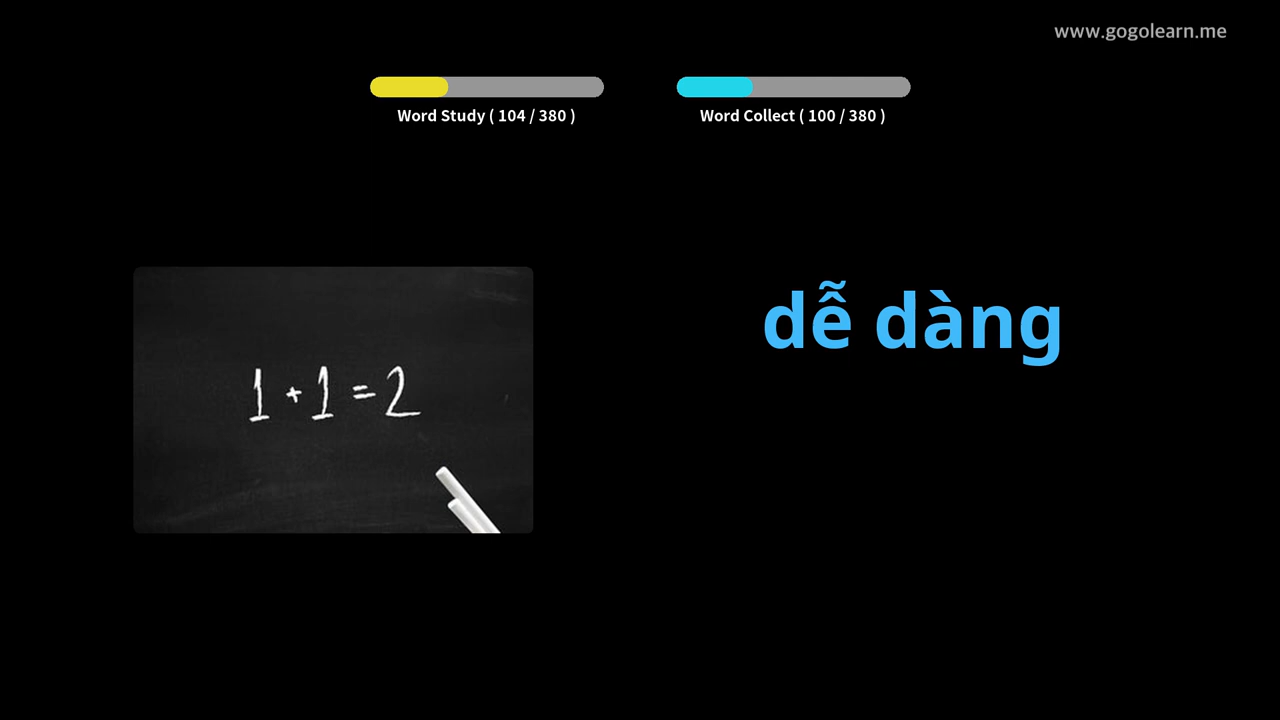 www.gogolearn.me
Word Study ( 104 / 380 )
Word Collect ( 100 / 380 )
dễ dàng
1 + 1 = 2